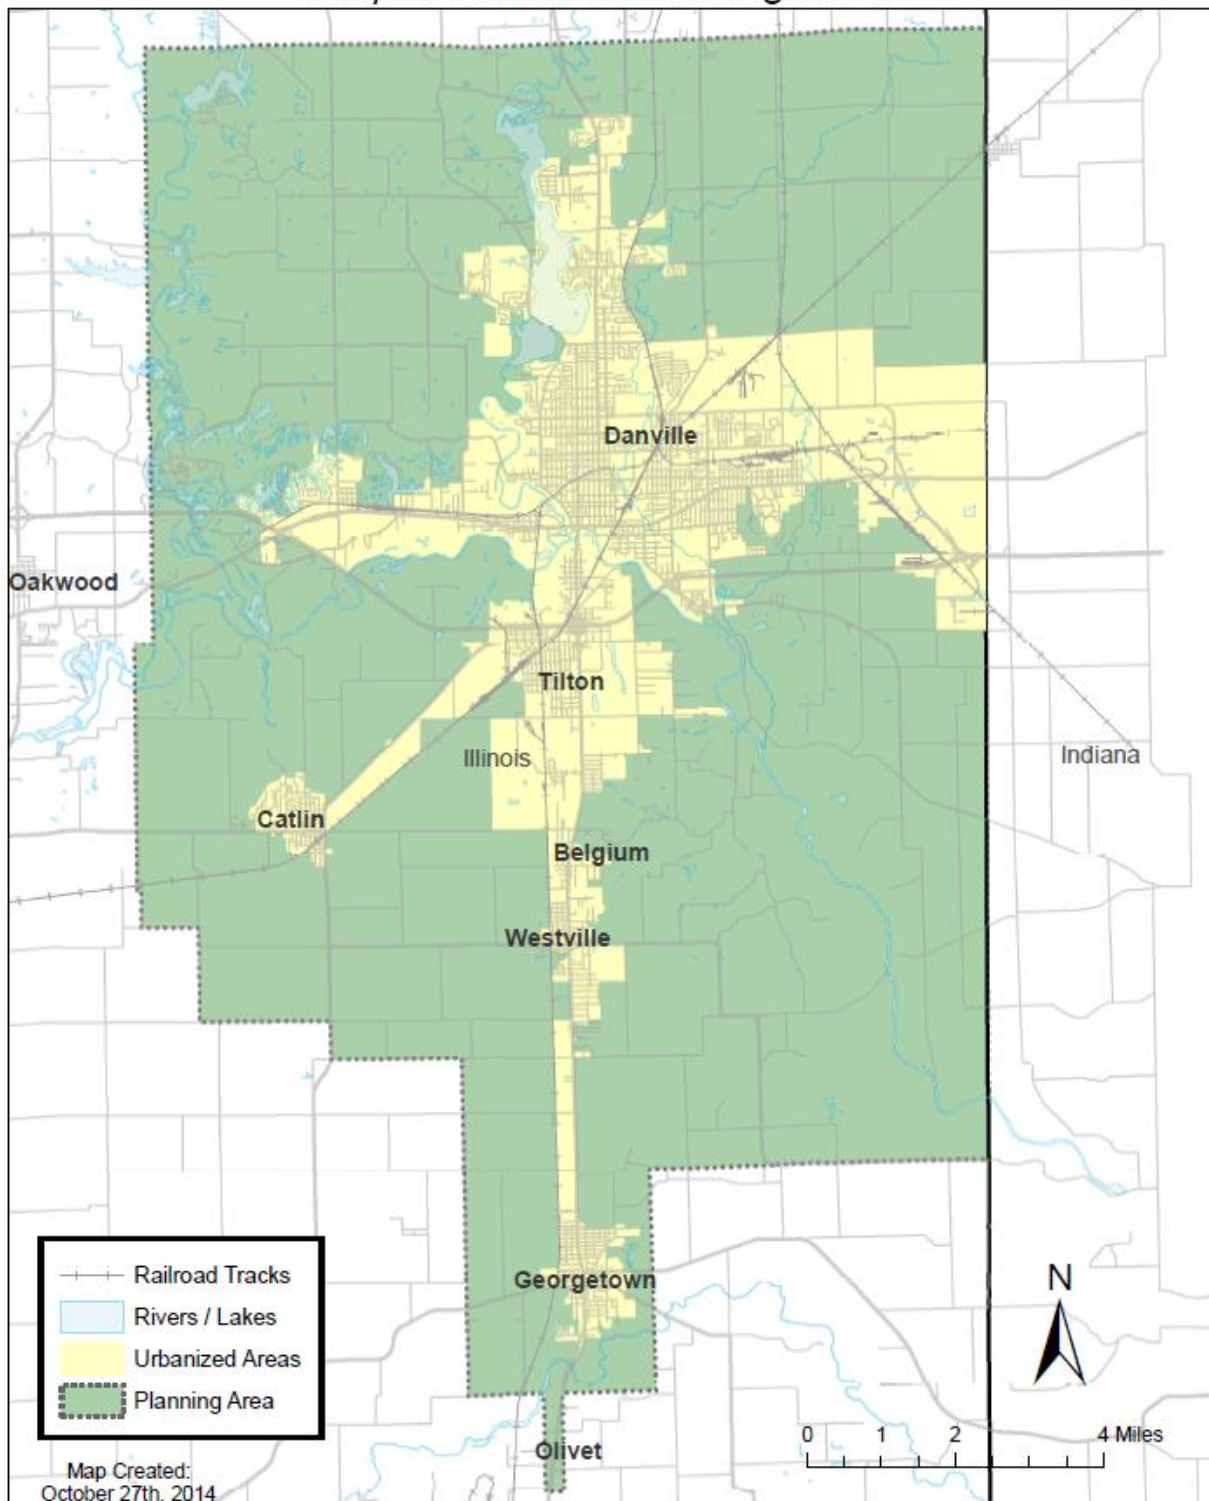 Danville
Oakwood
Tilton
Illinois
Indiana
Catlin
Belgium
Westville
Georgetown
Olivet
Railroad Tracks
Rivers / Lakes
Urbanized Areas
Planning Area
N
0 1 2 4 Miles
Map Created:
October 27th, 2014